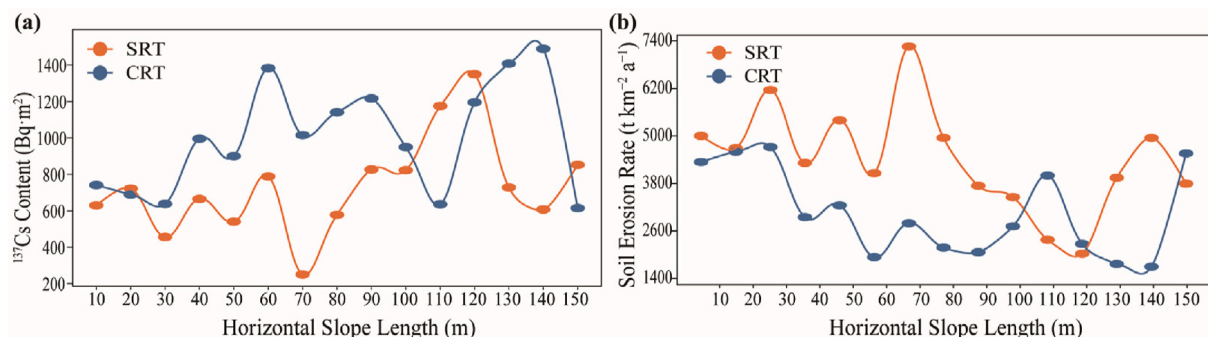 (a)
SRT
CRT
1400
1200
1000
800
600
400
200
¹³⁷Cs Content (Bq·m²)
10 20 30 40 50 60 70 80 90 100 110 120 130 140 150
Horizontal Slope Length (m)
(b)
SRT
CRT
7400
6200
5000
3800
2600
1400
Soil Erosion Rate (t km⁻² a⁻¹)
10 20 30 40 50 60 70 80 90 100 110 120 130 140 150
Horizontal Slope Length (m)